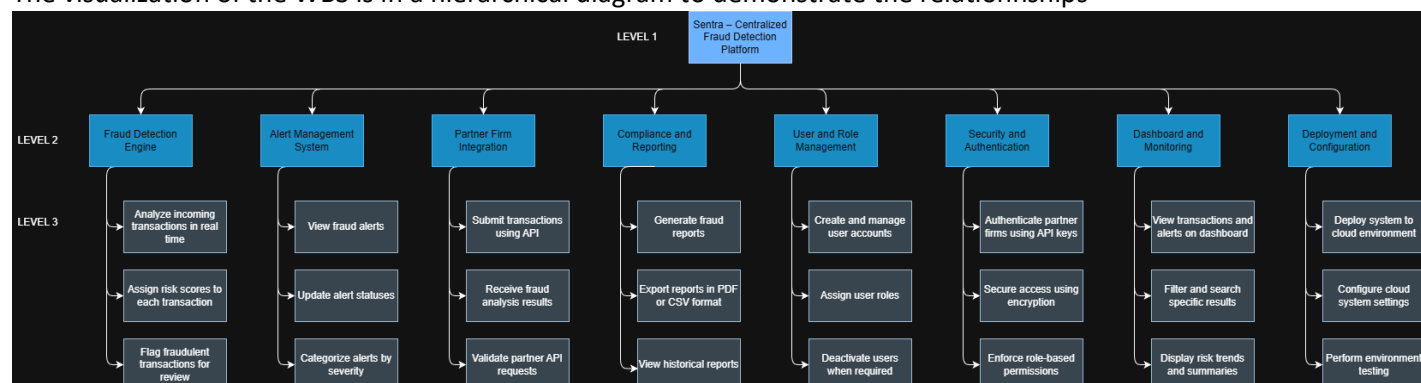 The visualization of the WBS is in a hierarchical diagram to demonstrate the relationships
LEVEL 1
Sentra – Centralized
Fraud Detection
Platform
LEVEL 2
Fraud Detection
Engine
Alert Management
System
Partner Firm
Integration
Compliance and
Reporting
User and Role
Management
Security and
Authentication
Dashboard and
Monitoring
Deployment and
Configuration
LEVEL 3
Analyze incoming
transactions in real
time
View fraud alerts
Submit transactions
using API
Generate fraud
reports
Create and manage
user accounts
Authenticate partner
firms using API keys
View transactions and
alerts on dashboard
Deploy system to
cloud environment
Assign risk scores to
each transaction
Update alert statuses
Receive fraud
analysis results
Export reports in PDF
or CSV format
Assign user roles
Secure access using
encryption
Filter and search
specific results
Configure cloud
system settings
Flag fraudulent
transactions for
review
Categorize alerts by
severity
Validate partner API
requests
View historical reports
Deactivate users
when required
Enforce role-based
permissions
Display risk trends
and summaries
Perform environment
testing